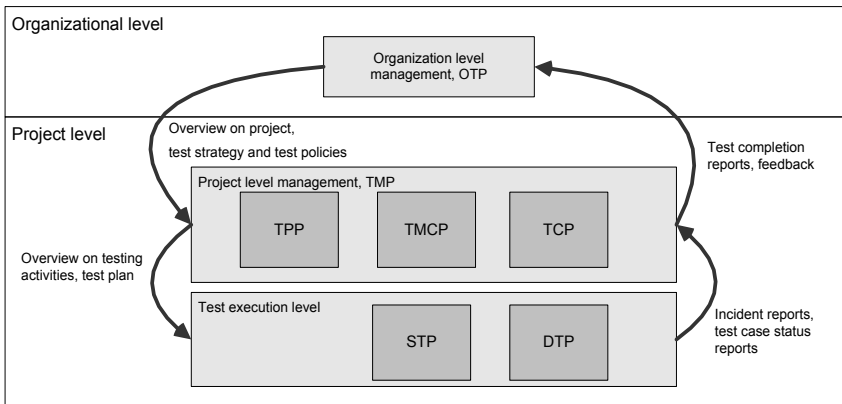 Organizational level
Organization level
management, OTP
Project level
Overview on project,
test strategy and test policies
Test completion
reports, feedback
Project level management, TMP
TPP
TMCP
TCP
Overview on testing
activities, test plan
Test execution level
STP
DTP
Incident reports,
test case status
reports